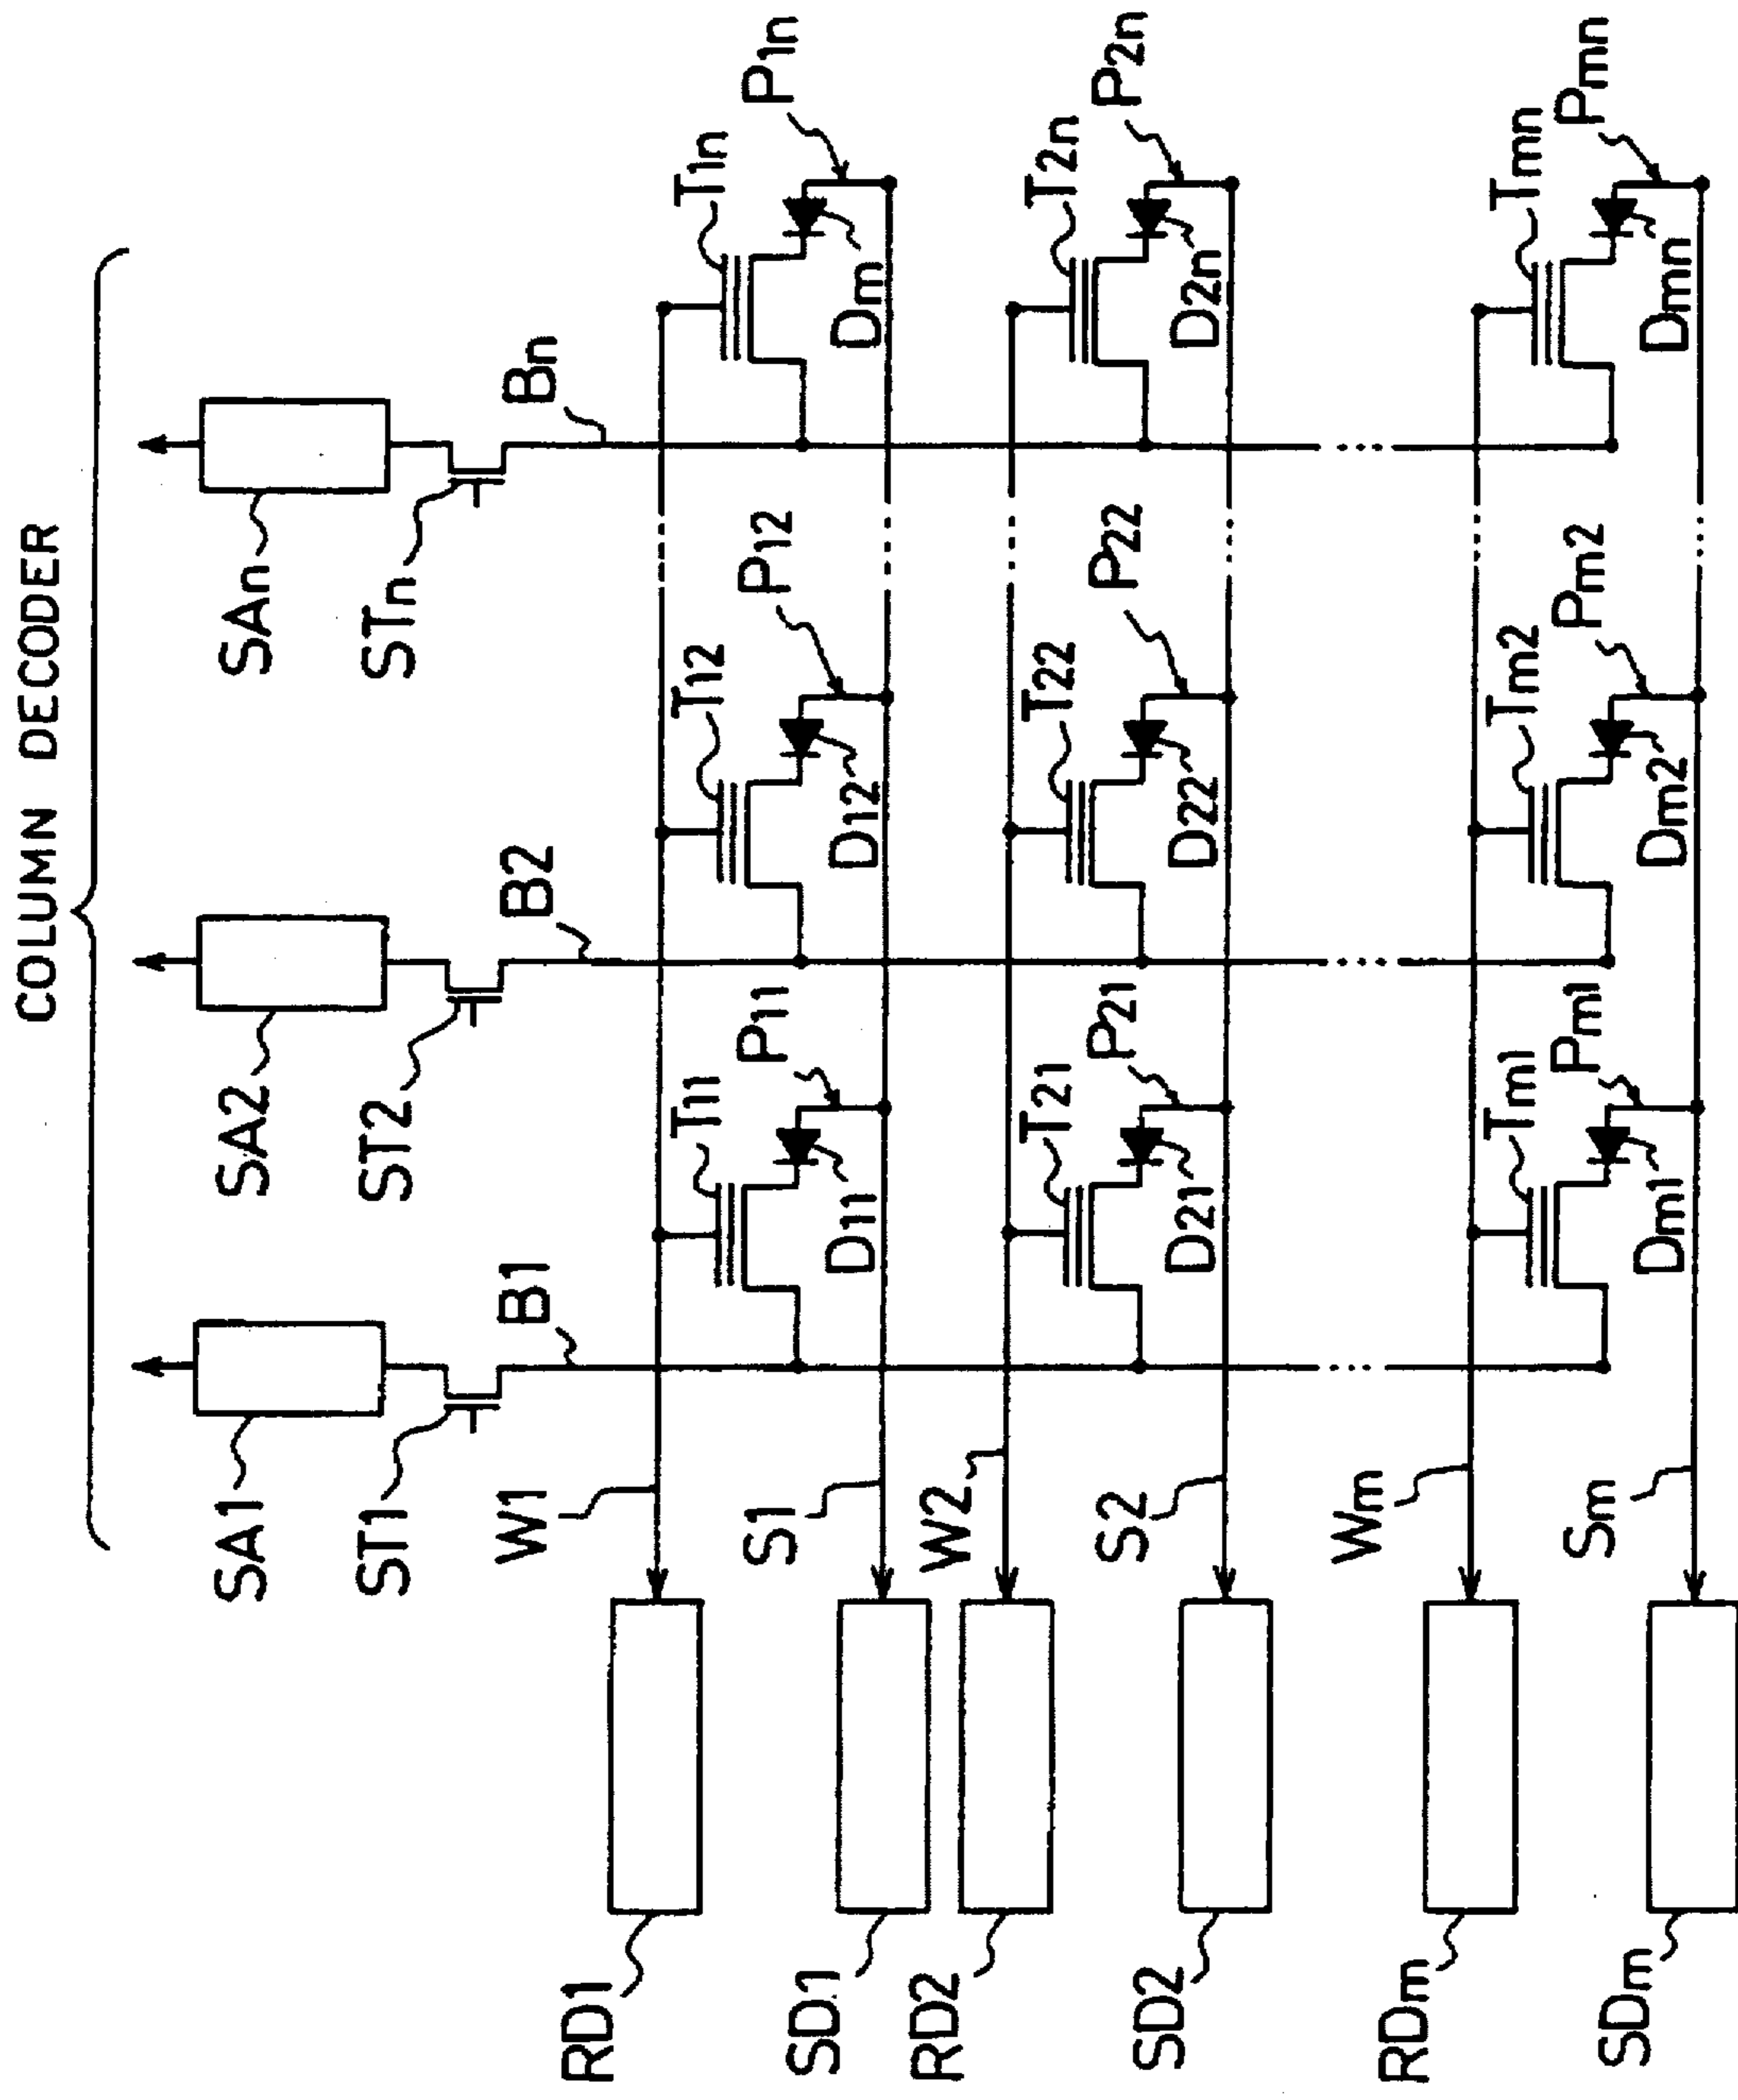 COLUMN DECODER
SA1 SA2 SAn
ST1 ST2 STn
B1 B2 Bn
W1
RD1
T11 P11 T12 P12 T1n P1n
D11 D12 Dm
S1
SD1
W2
RD2
T21 P21 T22 P22 T2n P2n
D21 D22 D2n
S2
SD2
Wm
RDm
Tm1 Pm1 Tm2 Pm2 Tmn Pmn
Dm1 Dm2 Dmn
Sm
SDm